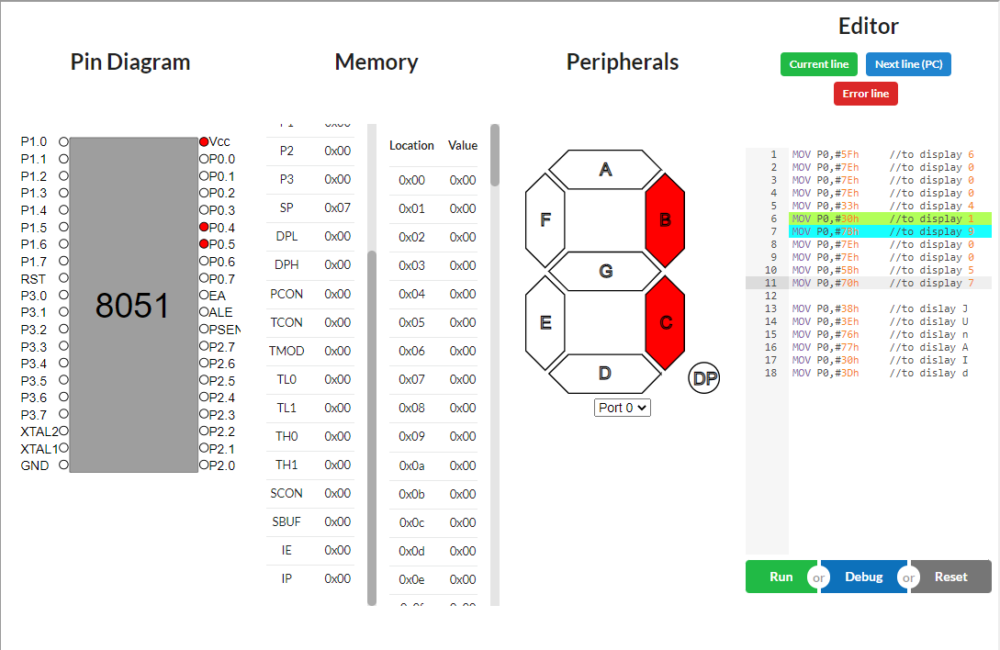 Pin Diagram
P1.0 Vcc
P1.1 P0.0
P1.2 P0.1
P1.3 P0.2
P1.4 P0.3
P1.5 P0.4
P1.6 P0.5
P1.7 P0.6
RST P0.7
P3.0 EA
P3.1 ALE
P3.2 PSEN
P3.3 P2.7
P3.4 P2.6
P3.5 P2.5
P3.6 P2.4
P3.7 P2.3
XTAL2 P2.2
XTAL1 P2.1
GND P2.0
8051
Memory
P1 0x00
P2 0x00
P3 0x00
SP 0x07
DPL 0x00
DPH 0x00
PCON 0x00
TCON 0x00
TMOD 0x00
TL0 0x00
TL1 0x00
TH0 0x00
TH1 0x00
SCON 0x00
SBUF 0x00
IE 0x00
IP 0x00
Location Value
0x00 0x00
0x01 0x00
0x02 0x00
0x03 0x00
0x04 0x00
0x05 0x00
0x06 0x00
0x07 0x00
0x08 0x00
0x09 0x00
0x0a 0x00
0x0b 0x00
0x0c 0x00
0x0d 0x00
0x0e 0x00
Peripherals
A
F B
G
E C
D
DP
Port 0
Editor
Current line Next line (PC)
Error line
1 MOV P0,#5Fh //to display 6
2 MOV P0,#7Eh //to display 0
3 MOV P0,#7Eh //to display 0
4 MOV P0,#7Eh //to display 0
5 MOV P0,#33h //to display 4
6 MOV P0,#30h //to display 1
7 MOV P0,#7Bh //to display 9
8 MOV P0,#7Eh //to display 0
9 MOV P0,#7Eh //to display 0
10 MOV P0,#5Bh //to display 5
11 MOV P0,#70h //to display 7
12
13 MOV P0,#38h //to dislay J
14 MOV P0,#3Eh //to dislay U
15 MOV P0,#76h //to dislay n
16 MOV P0,#77h //to dislay A
17 MOV P0,#30h //to dislay I
18 MOV P0,#3Dh //to dislay d
Run or Debug or Reset